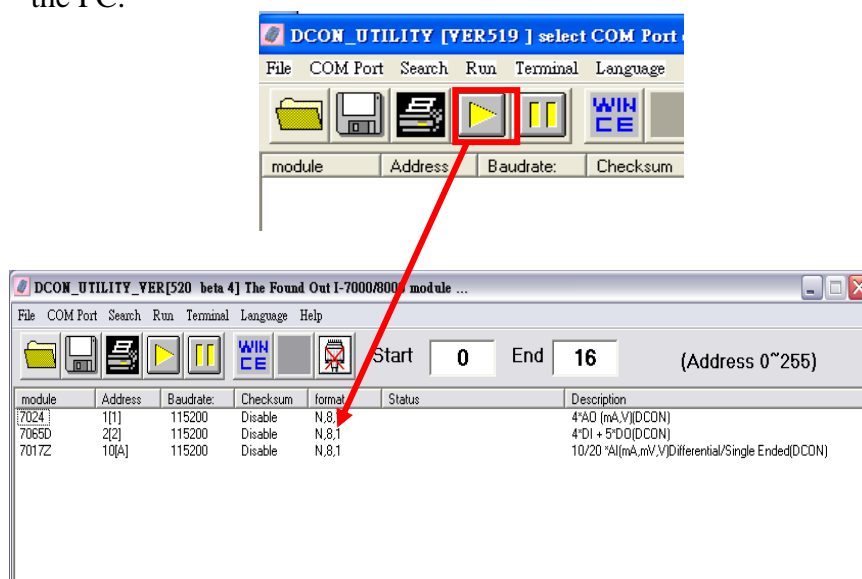 the PC.
DCON_UTILITY [VER519 ] select COM Port
File COM Port Search Run Terminal Language
WIN
CE
module Address Baudrate: Checksum
DCON_UTILITY_VER[520 beta 4] The Found Out I-7000/8000 module ...
File COM Port Search Run Terminal Language Help
WIN
CE
Start 0 End 16 (Address 0~255)
module Address Baudrate: Checksum format Status Description
7024 1[1] 115200 Disable N,8,1 4*AO (mA,V)(DCON)
7065D 2[2] 115200 Disable N,8,1 4*DI + 5*DO(DCON)
7017Z 10[A] 115200 Disable N,8,1 10/20 *AI(mA,mV,V)Differential/Single Ended(DCON)